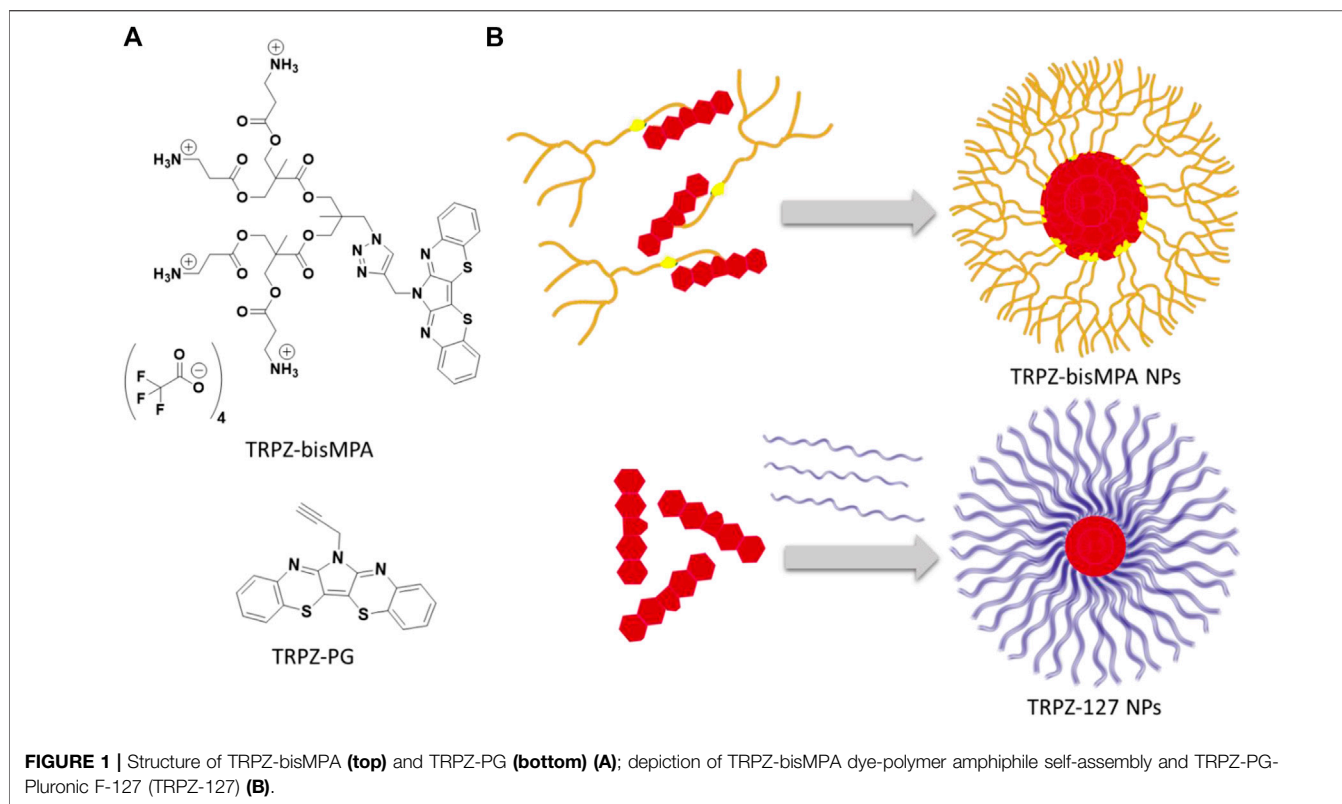 A
B
⊕
NH3
O
O
⊕
H3N
O
O
O
O
O
O
O
N
N
N
N
S
N
S
N
H3N
⊕
O
O
O
O
O
O
⊕
NH3
O
O
⊖
F
F
F
4
TRPZ-bisMPA
TRPZ-bisMPA NPs
N
N
N
S
S
TRPZ-PG
TRPZ-127 NPs
FIGURE 1 | Structure of TRPZ-bisMPA (top) and TRPZ-PG (bottom) (A); depiction of TRPZ-bisMPA dye-polymer amphiphile self-assembly and TRPZ-PG-
Pluronic F-127 (TRPZ-127) (B).